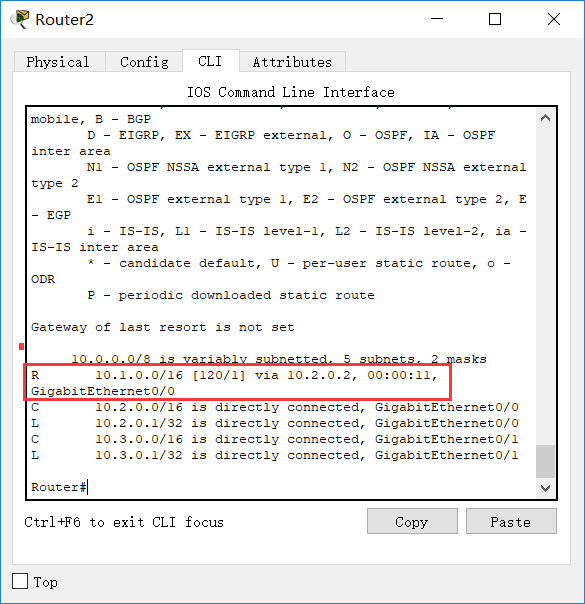 Router2
Physical Config CLI Attributes
IOS Command Line Interface
mobile, B - BGP
D - EIGRP, EX - EIGRP external, O - OSPF, IA - OSPF
inter area
N1 - OSPF NSSA external type 1, N2 - OSPF NSSA external
type 2
E1 - OSPF external type 1, E2 - OSPF external type 2, E
- EGP
i - IS-IS, L1 - IS-IS level-1, L2 - IS-IS level-2, ia -
IS-IS inter area
* - candidate default, U - per-user static route, o -
ODR
P - periodic downloaded static route
Gateway of last resort is not set
10.0.0.0/8 is variably subnetted, 5 subnets, 2 masks
R 10.1.0.0/16 [120/1] via 10.2.0.2, 00:00:11,
GigabitEthernet0/0
C 10.2.0.0/16 is directly connected, GigabitEthernet0/0
L 10.2.0.1/32 is directly connected, GigabitEthernet0/0
C 10.3.0.0/16 is directly connected, GigabitEthernet0/1
L 10.3.0.1/32 is directly connected, GigabitEthernet0/1
Router#
Ctrl+F6 to exit CLI focus
Copy Paste
Top